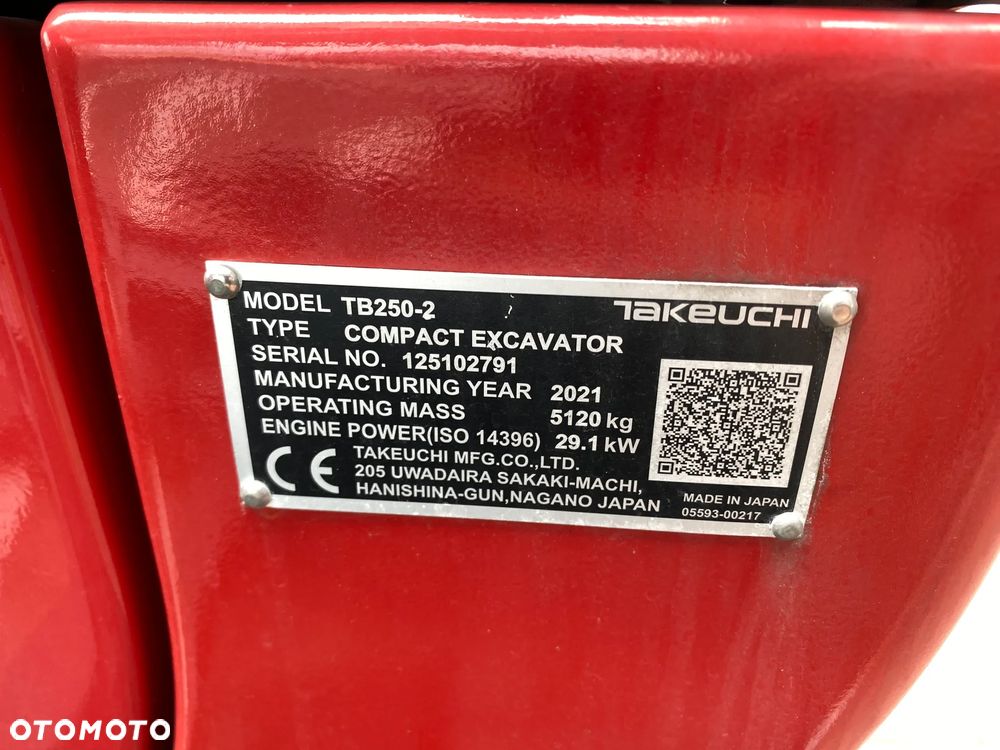 TAKEUCHI
MODEL TB250-2
TYPE COMPACT EXCAVATOR
SERIAL NO. 125102791
MANUFACTURING YEAR 2021
OPERATING MASS 5120 kg
ENGINE POWER(ISO 14396) 29.1 kW
CE TAKEUCHI MFG.CO.,LTD.
205 UWADAIRA SAKAKI-MACHI,
HANISHINA-GUN,NAGANO JAPAN
MADE IN JAPAN
05593-00217
OTOMOTO